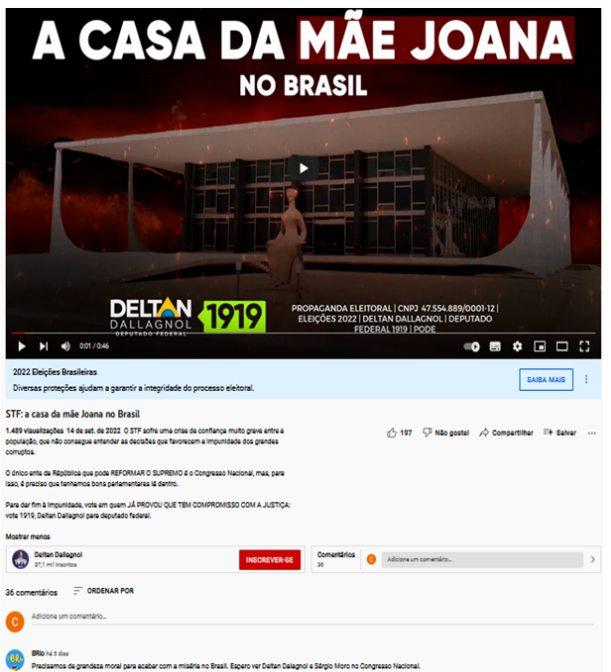 A CASA DA MÃE JOANA
NO BRASIL
DELTAN
DALLAGNOL
DEPUTADO FEDERAL
1919
PROPAGANDA ELEITORAL | CNPJ 47.554.889/0001-12 |
ELEIÇÕES 2022 | DELTAN DALLAGNOL | DEPUTADO
FEDERAL 1919 | PODE
0:01 / 0:46
2022 Eleições Brasileiras
Diversas proteções ajudam a garantir a integridade do processo eleitoral.
SAIBA MAIS
STF: a casa da mãe Joana no Brasil
1.489 visualizações 14 de set. de 2022 O STF sofre uma crise de confiança muito grave entre a
população, que não consegue entender as decisões que favorecem a impunidade dos grandes
corruptos.
197 Não gostei Compartilhar Salvar ...
O único ente da República que pode REFORMAR O SUPREMO é o Congresso Nacional, mas, para
isso, é preciso que tenhamos bons parlamentares lá dentro.
Para dar fim à impunidade, vote em quem JÁ PROVOU QUE TEM COMPROMISSO COM A JUSTIÇA:
vote 1919, Deltan Dallagnol para deputado federal.
Mostrar menos
Deltan Dallagnol
37,1 mil inscritos
INSCREVER-SE
Comentários
36
C
Adicione um comentário...
36 comentários ORDENAR POR
C
Adicione um comentário...
BRio há 5 dias
Precisamos de grandeza moral para acabar com a miséria no Brasil. Espero ver Deltan Dalagnol e Sérgio Moro no Congresso Nacional.